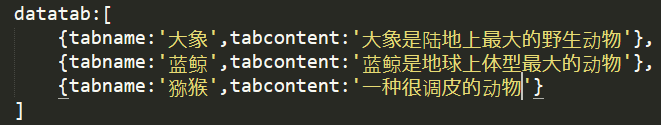 datatab:[
{tabname:'大象',tabcontent:'大象是陆地上最大的野生动物'},
{tabname:'蓝鲸',tabcontent:'蓝鲸是地球上体型最大的动物'},
{tabname:'猕猴',tabcontent:'一种很调皮的动物'}
]